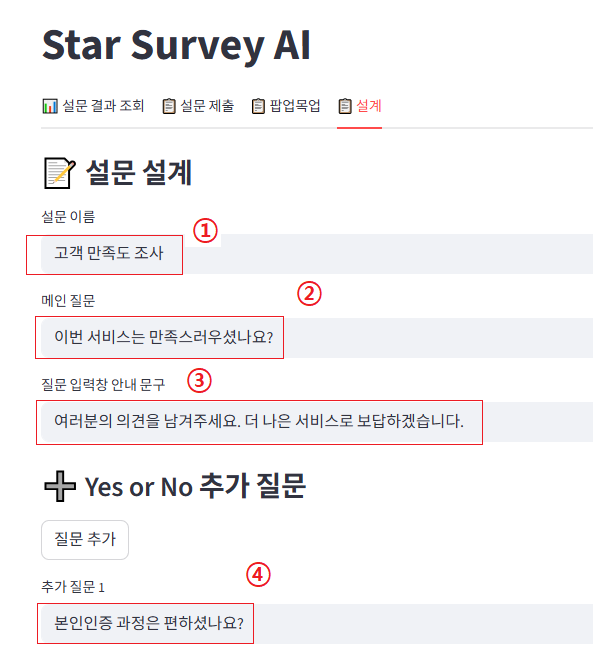 Star Survey AI
설문 결과 조회 설문 제출 팝업목업 설계
설문 설계
설문 이름
①
고객 만족도 조사
②
메인 질문
이번 서비스는 만족스러우셨나요?
질문 입력창 안내 문구 ③
여러분의 의견을 남겨주세요. 더 나은 서비스로 보답하겠습니다.
Yes or No 추가 질문
질문 추가
추가 질문 1 ④
본인인증 과정은 편하셨나요?